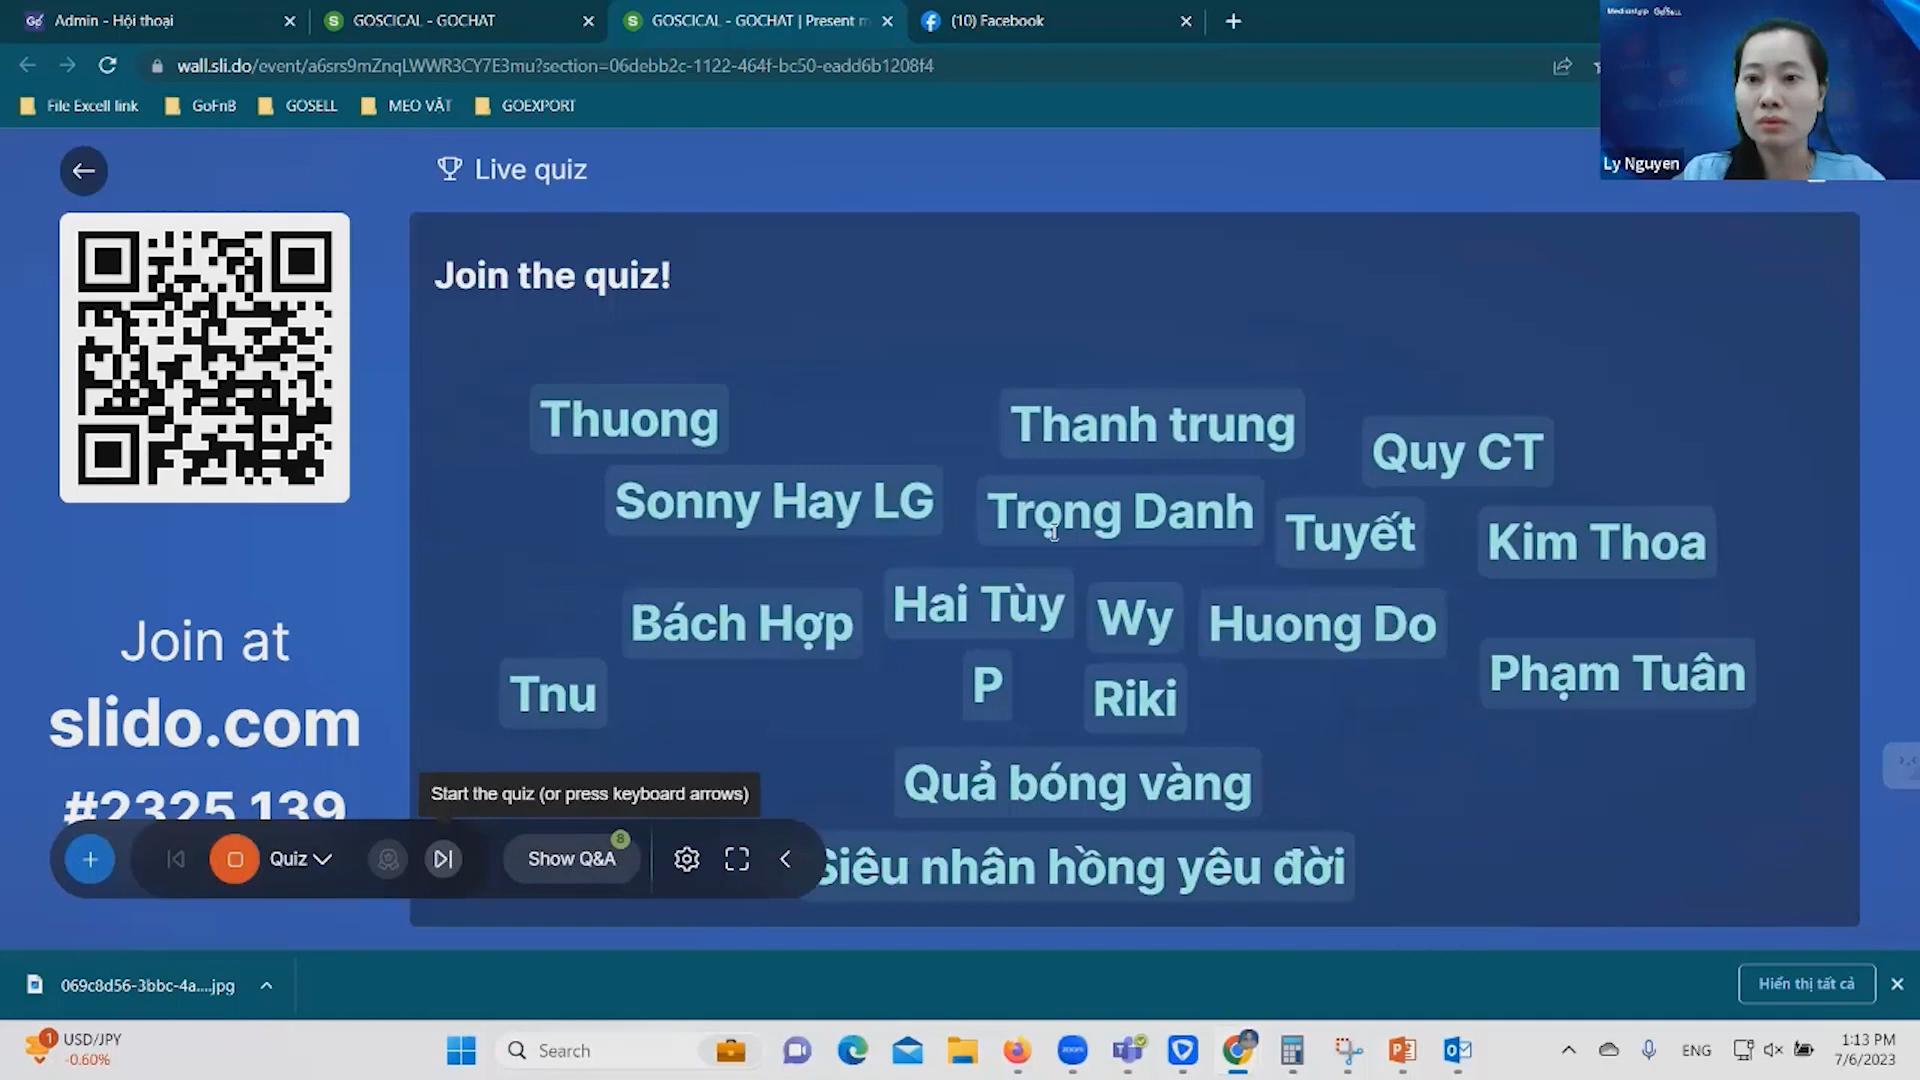 Admin - Hội thoại
GOSCICAL - GOCHAT
GOSCICAL - GOCHAT | Present m
(10) Facebook
wall.sli.do/event/a6srs9mZnqLWWR3CY7E3mu?section=06debb2c-1122-464f-bc50-eadd6b1208f4
File Excell link
GoFnB
GOSELL
MẸO VẶT
GOEXPORT
Mediastep GoSELL
Ly Nguyen
Live quiz
Join the quiz!
Thuong
Thanh trung
Quy CT
Sonny Hay LG
Trọng Danh
Tuyết
Kim Thoa
Bách Hợp
Hai Tùy
Wy
Huong Do
Phạm Tuân
Tnu
P
Riki
Quả bóng vàng
Siêu nhân hồng yêu đời
Join at
slido.com
#2325 139
Start the quiz (or press keyboard arrows)
Quiz
Show Q&A
8
069c8d56-3bbc-4a....jpg
Hiển thị tất cả
1
USD/JPY
-0.60%
Search
zoom
ENG
1:13 PM
7/6/2023